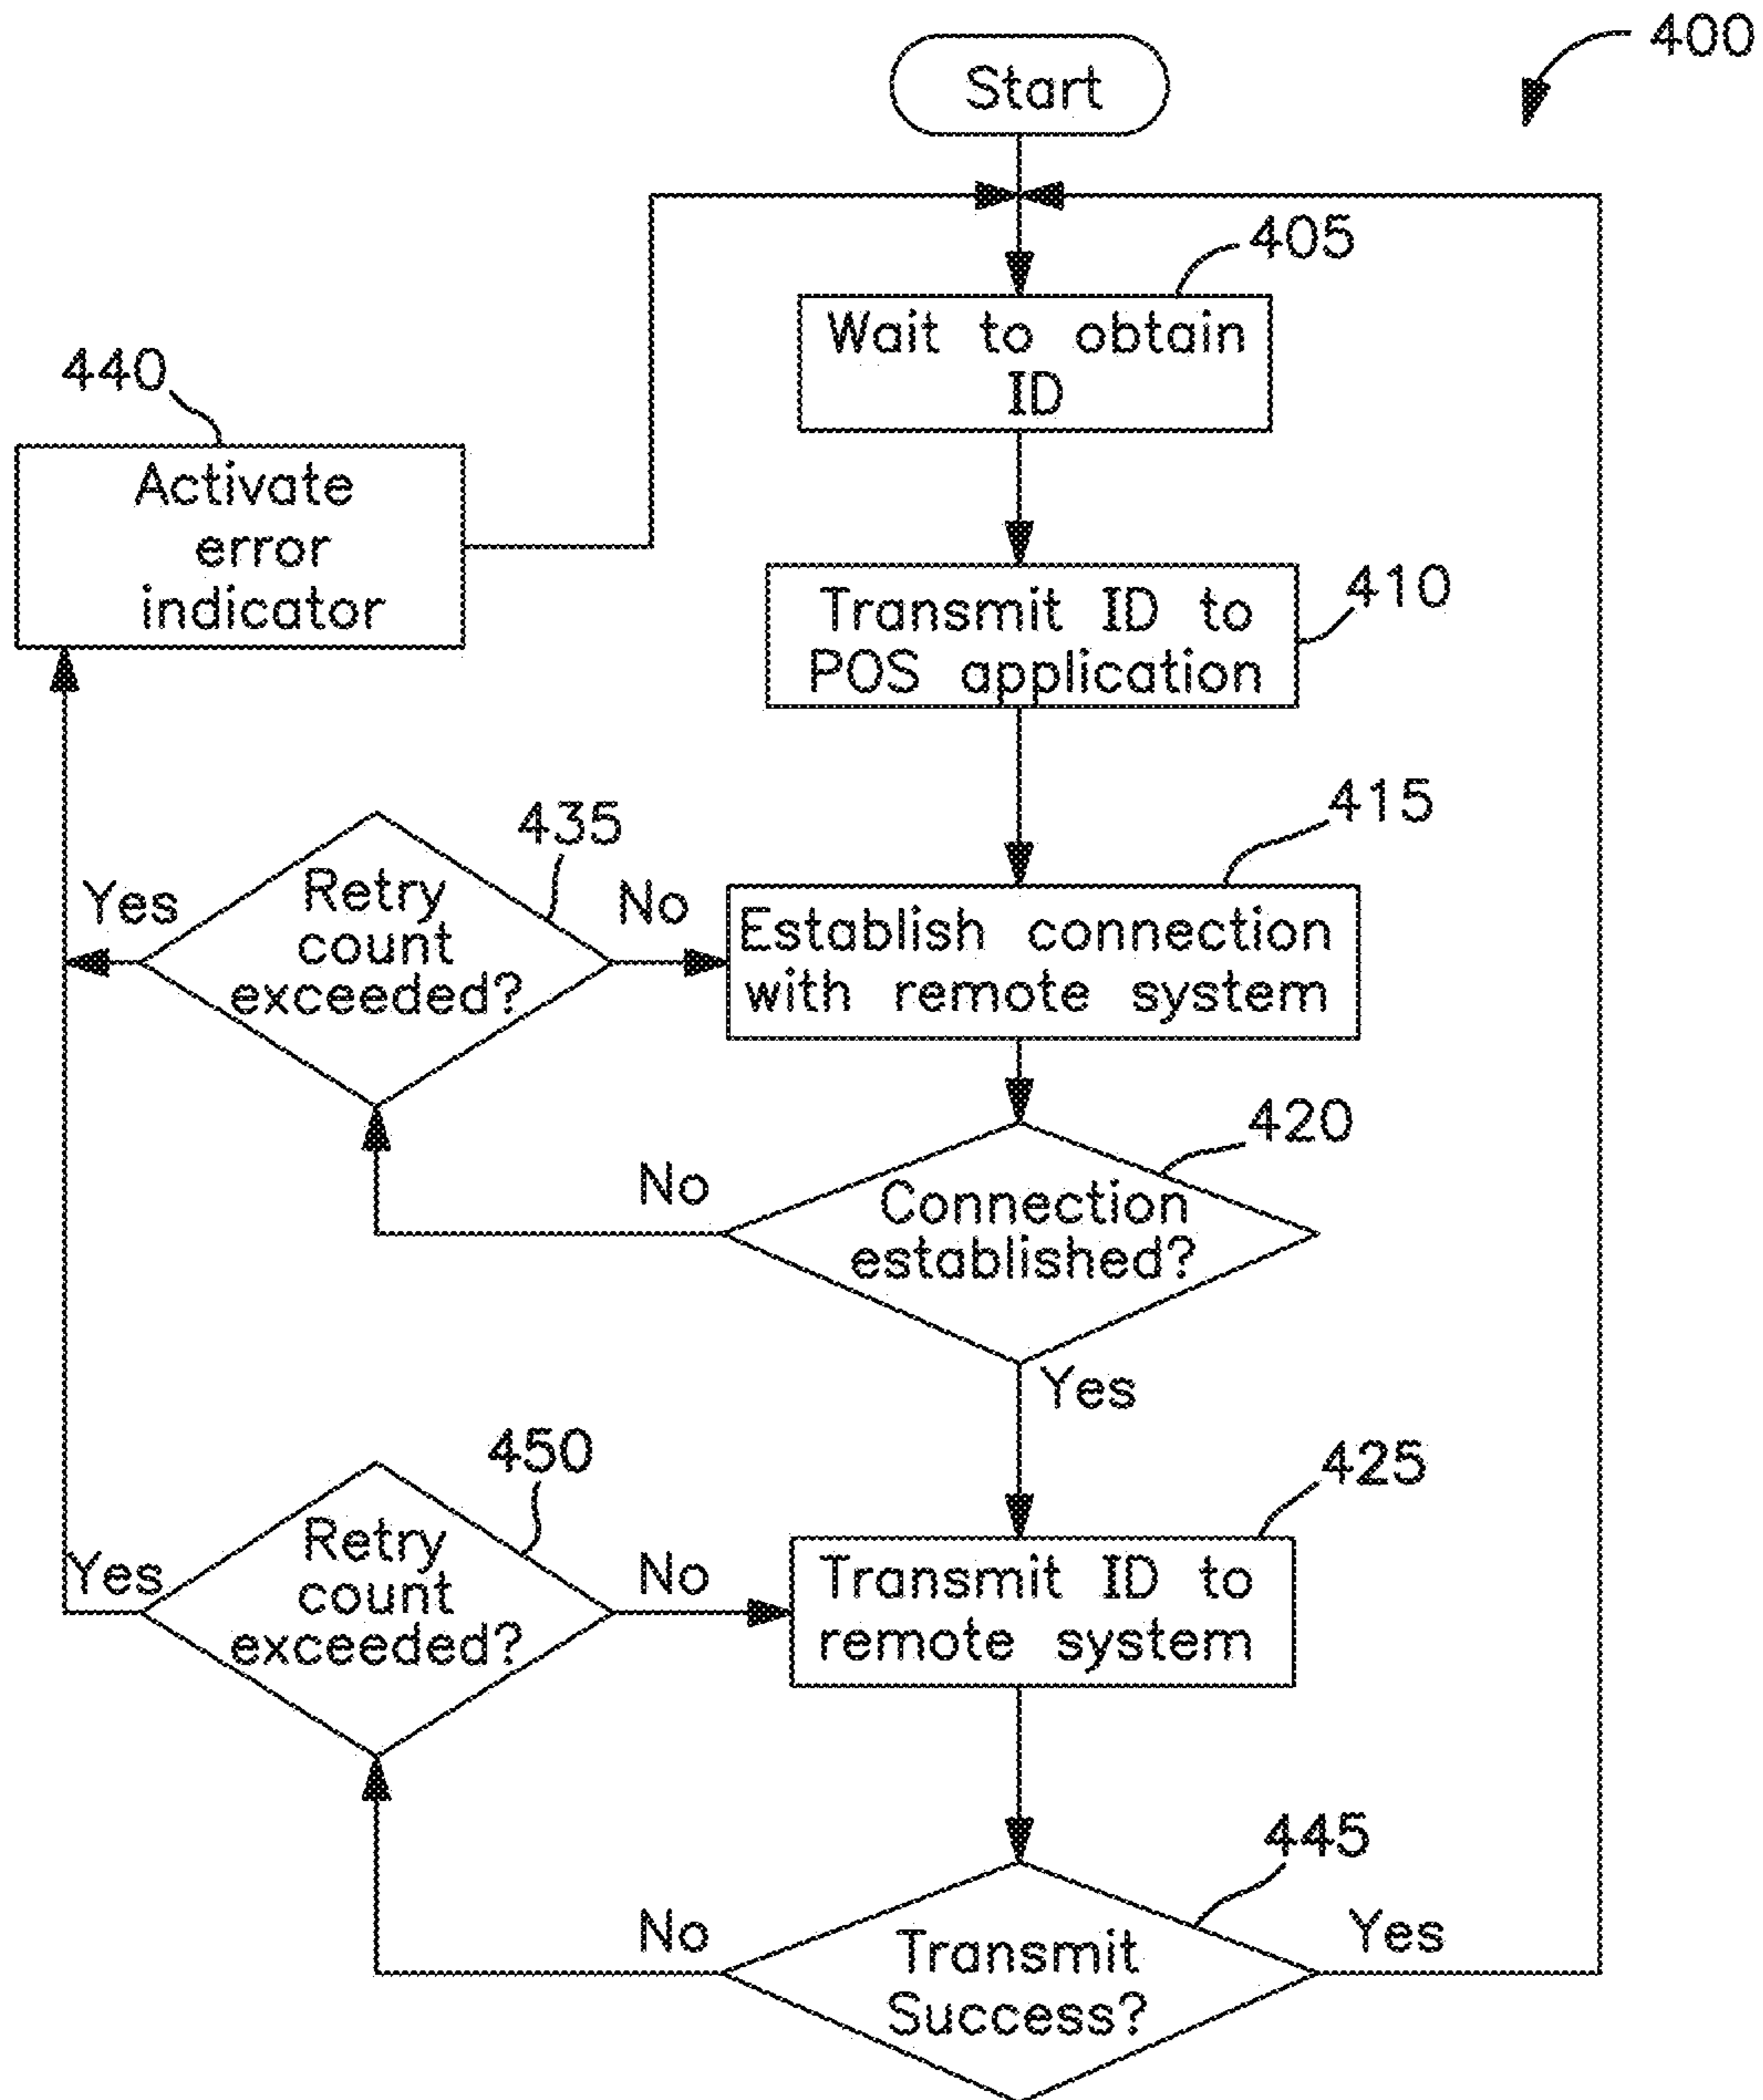 400
Start
405
Wait to obtain
ID
440
Activate
error
indicator
410
Transmit ID to
POS application
415
435
Yes
Retry
count
exceeded?
No
Establish connection
with remote system
420
No
Connection
established?
Yes
450
425
Yes
Retry
count
exceeded?
No
Transmit ID to
remote system
445
No
Transmit
Success?
Yes